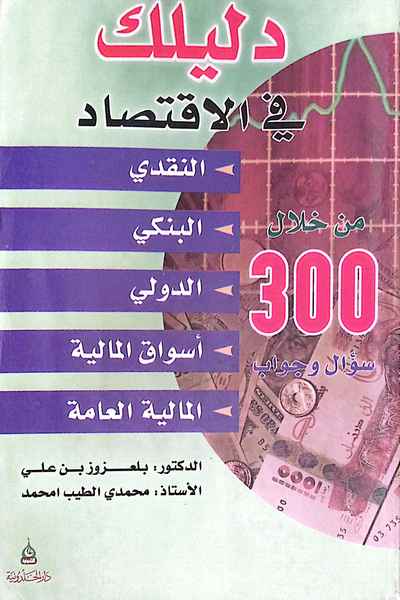 دليلك
في الاقتصاد
النقدي
البنكي
الدولي
أسواق المالية
المالية العامة
من خلال
300
سؤال وجواب
الدكتور: بلعزوز بن علي
الأستاذ: محمدي الطيب امحمد
دار الخلدونية